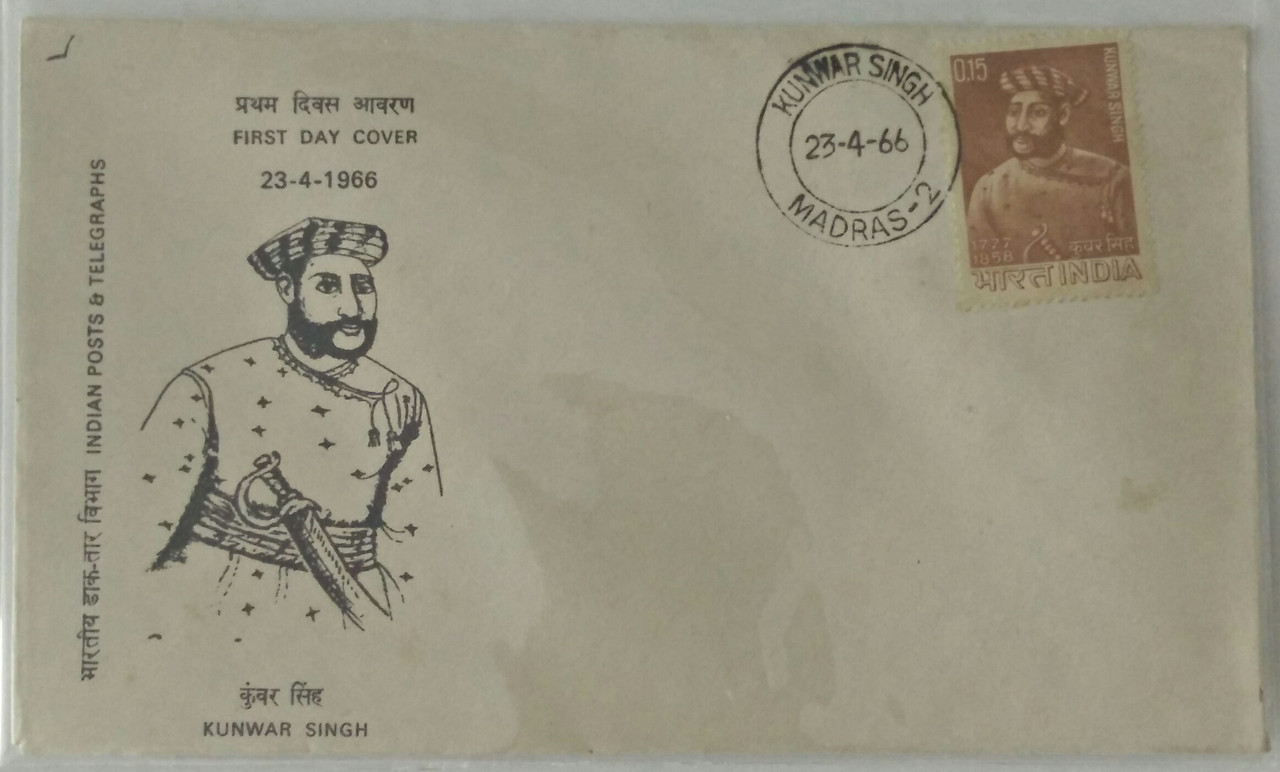 प्रथम दिवस आवरण
FIRST DAY COVER
23-4-1966
भारतीय डाक-तार विभाग INDIAN POSTS & TELEGRAPHS
कुंवर सिंह
KUNWAR SINGH
KUNWAR SINGH
23-4-66
MADRAS-2
0.15
KUNWAR SINGH
1777
1858
कुंवर सिंह
भारत INDIA